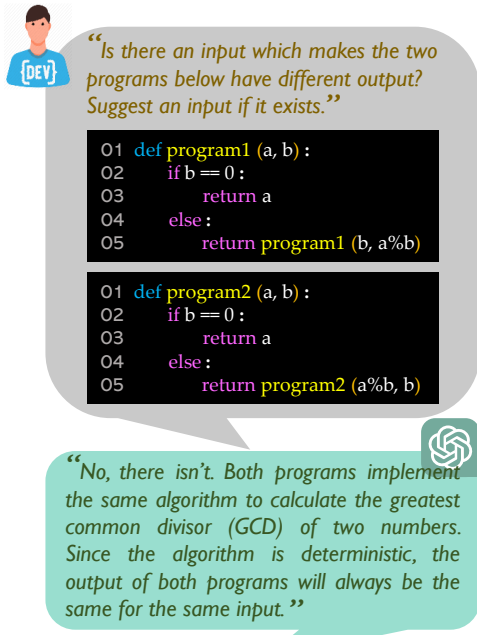 {DEV}
“Is there an input which makes the two
programs below have different output?
Suggest an input if it exists.”
01 def program1 (a, b) :
02 if b == 0 :
03 return a
04 else :
05 return program1 (b, a%b)
01 def program2 (a, b) :
02 if b == 0 :
03 return a
04 else :
05 return program2 (a%b, b)
“No, there isn't. Both programs implement
the same algorithm to calculate the greatest
common divisor (GCD) of two numbers.
Since the algorithm is deterministic, the
output of both programs will always be the
same for the same input.”